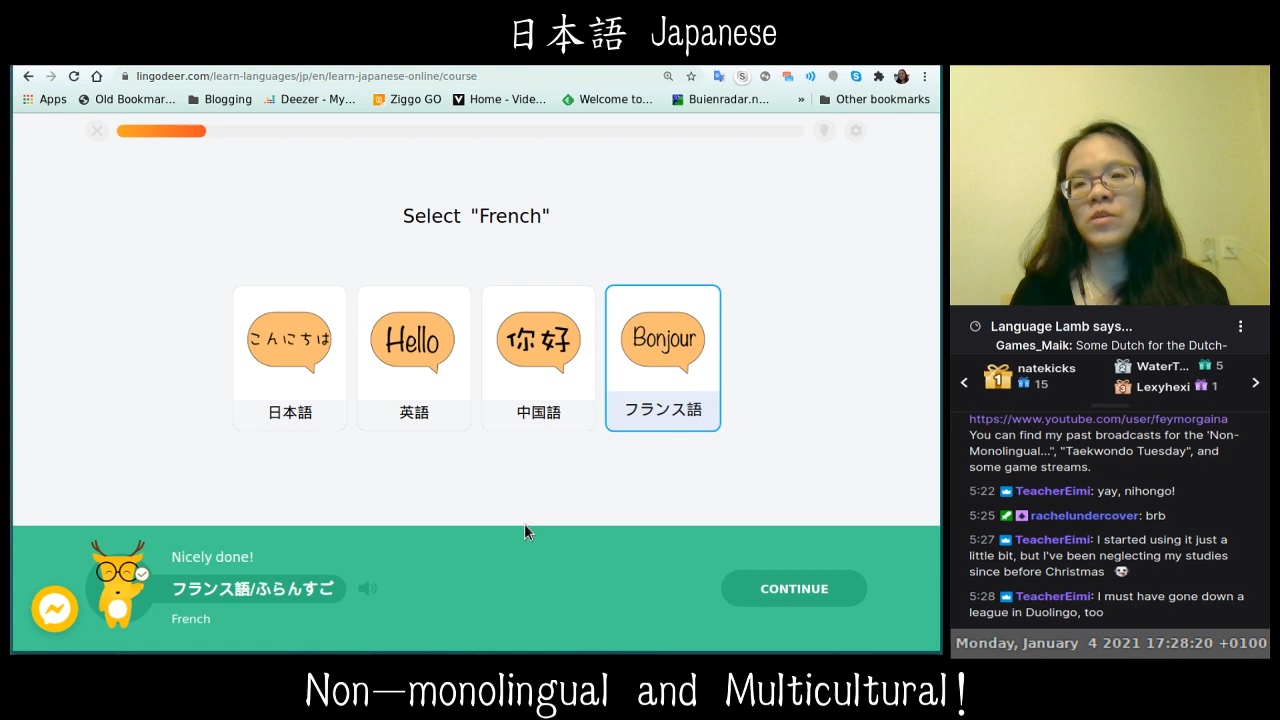 日本語 Japanese
lingodeer.com/learn-languages/jp/en/learn-japanese-online/course
Apps
Old Bookmar...
Blogging
Deezer - My...
Ziggo GO
Home - Vide...
Welcome to...
Buienradar.n...
»
Other bookmarks
Select "French"
こんにちは
Hello
你好
Bonjour
日本語
英語
中国語
フランス語
Nicely done!
フランス語/ふらんすご
French
CONTINUE
Language Lamb says...
Games_Maik: Some Dutch for the Dutch-
1 natekicks
15
2 WaterT... 5
3 Lexyhexi 1
https://www.youtube.com/user/feymorgaina
You can find my past broadcasts for the 'Non-
Monolingual...", "Taekwondo Tuesday", and
some game streams.
5:22 TeacherEimi: yay, nihongo!
5:25 rachelundercover: brb
5:27 TeacherEimi: I started using it just a
little bit, but I've been neglecting my studies
since before Christmas
5:28 TeacherEimi: I must have gone down a
league in Duolingo, too
Monday, January 4 2021 17:28:20 +0100
Non-monolingual and Multicultural!